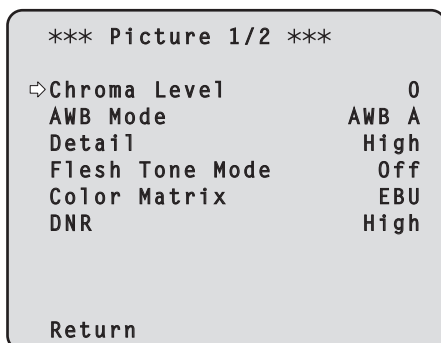 *** Picture 1/2 ***
⇨Chroma Level 0
AWB Mode AWB A
Detail High
Flesh Tone Mode Off
Color Matrix EBU
DNR High
Return